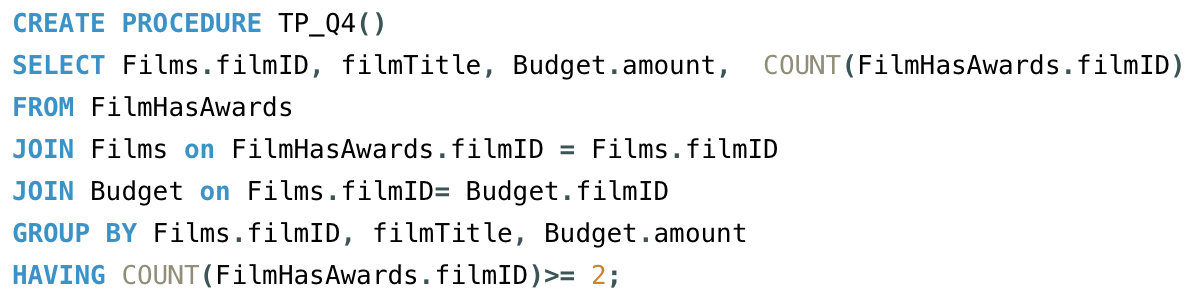 CREATE PROCEDURE TP_Q4()
SELECT Films.filmID, filmTitle, Budget.amount,  COUNT(FilmHasAwards.filmID)
FROM FilmHasAwards
JOIN Films on FilmHasAwards.filmID = Films.filmID
JOIN Budget on Films.filmID= Budget.filmID
GROUP BY Films.filmID, filmTitle, Budget.amount
HAVING COUNT(FilmHasAwards.filmID)>= 2;